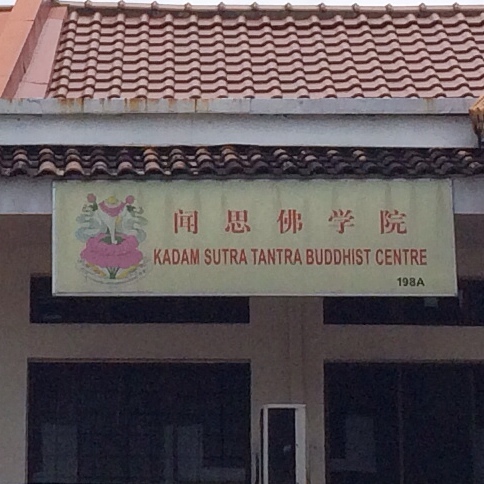 闻思佛学院
KADAM SUTRA TANTRA BUDDHIST CENTRE
198A